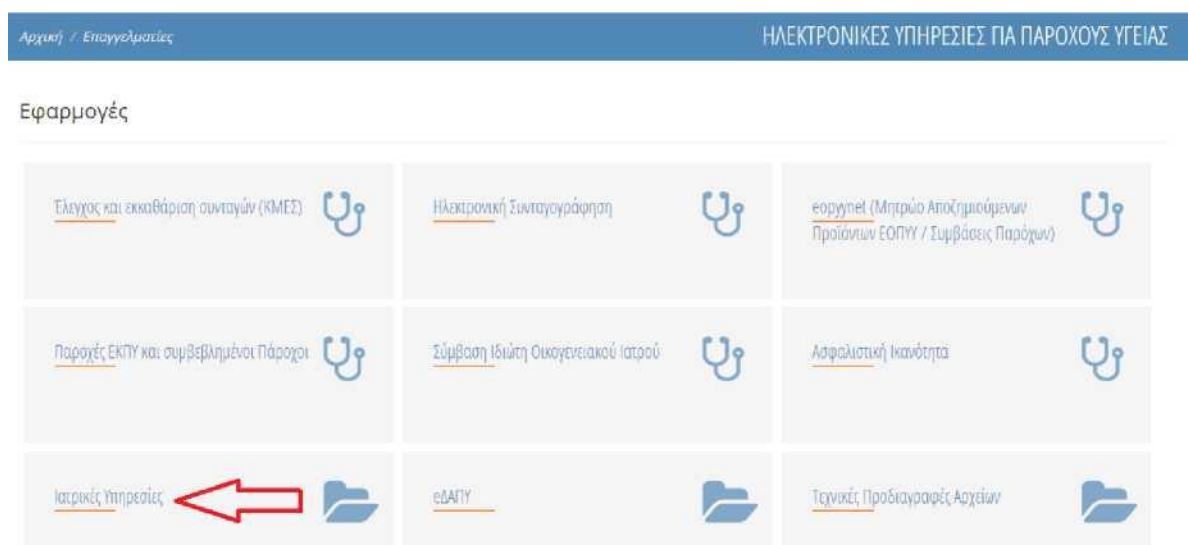 Αρχική / Επαγγελματίες
ΗΛΕΚΤΡΟΝΙΚΕΣ ΥΠΗΡΕΣΙΕΣ ΓΙΑ ΠΑΡΟΧΟΥΣ ΥΓΕΙΑΣ
Εφαρμογές
Έλεγχος και εκκαθάριση συνταγών (ΚΜΕΣ)
Ηλεκτρονική Συνταγογράφηση
eopyynet (Μητρώο Αποζημιούμενων
Προϊόντων ΕΟΠΥΥ / Συμβάσεις Παρόχων)
Παροχές ΕΚΠΥ και συμβεβλημένοι Πάροχοι
Σύμβαση Ιδιώτη Οικογενειακού Ιατρού
Ασφαλιστική Ικανότητα
Ιατρικές Υπηρεσίες
eΔΑΠΥ
Τεχνικές Προδιαγραφές Αρχείων